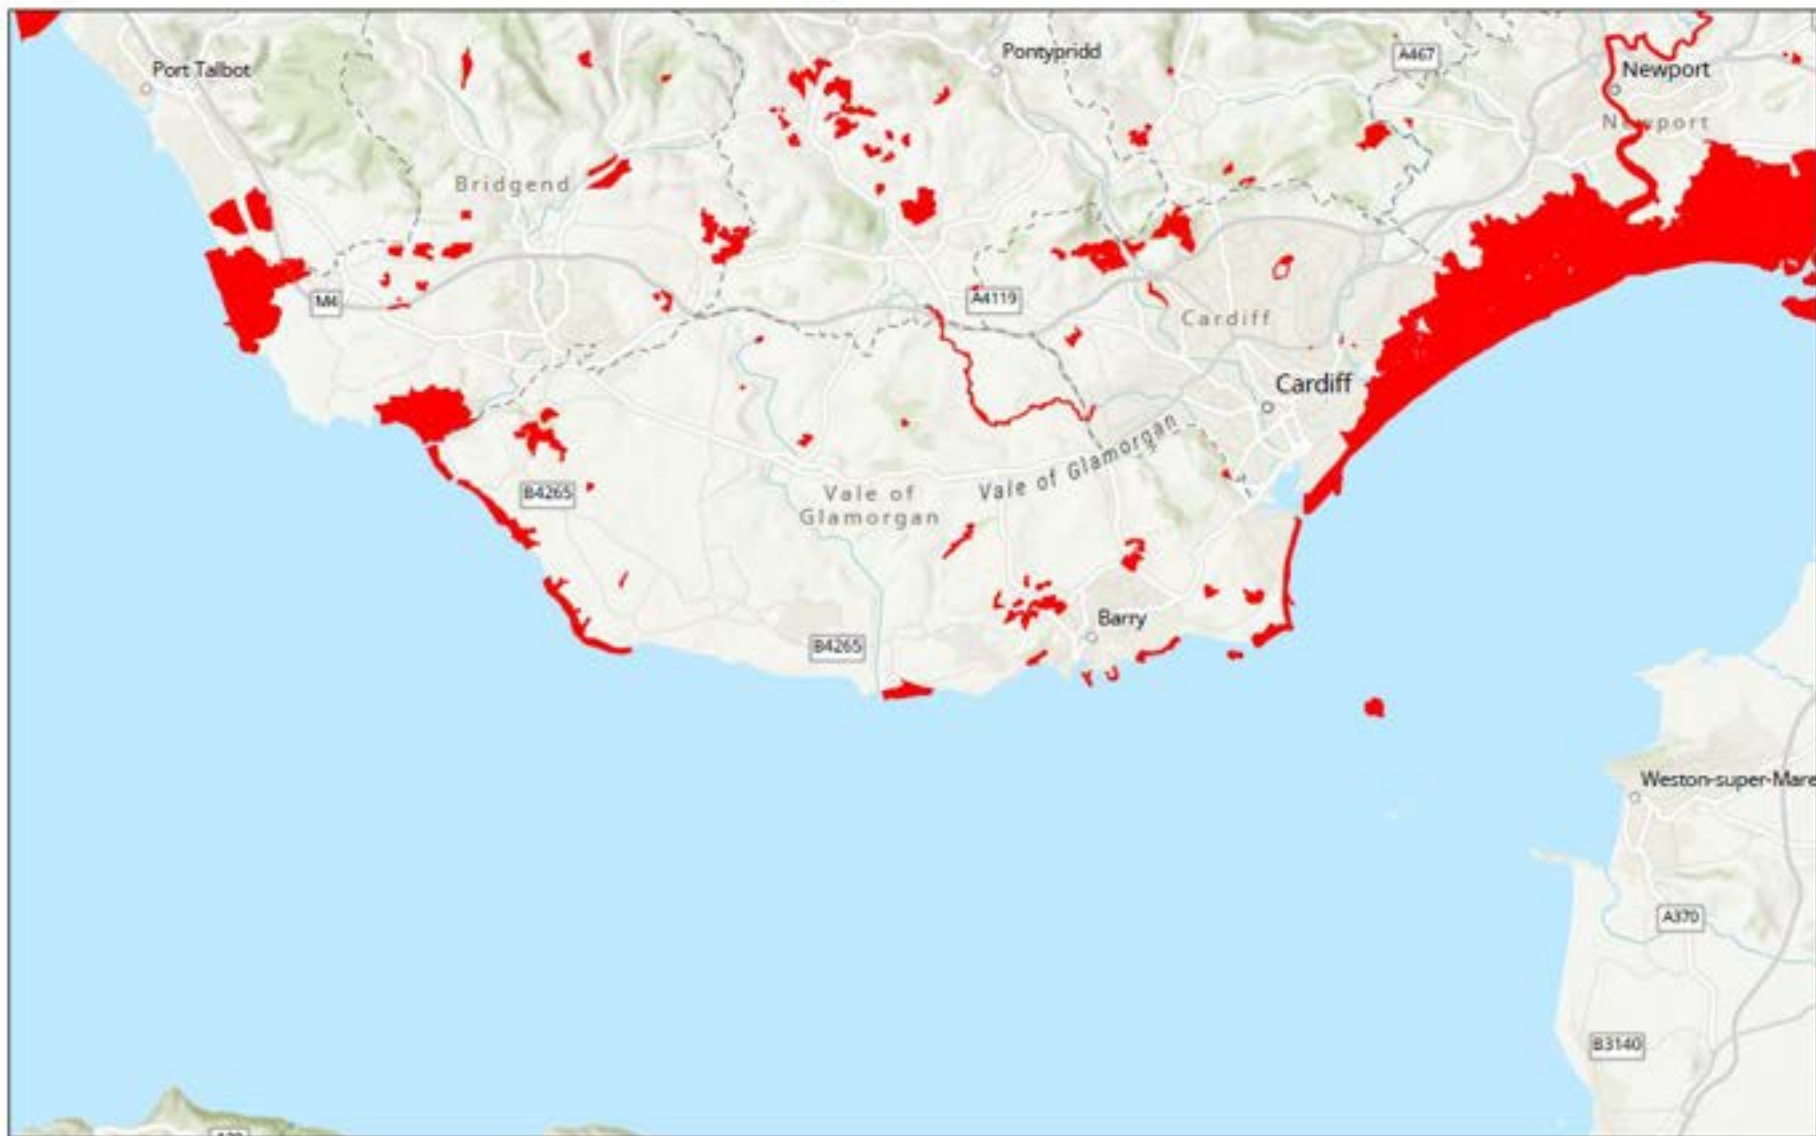 Pontypridd
A467
Port Talbot
Newport
Newport
Bridgend
M4
A4119
Cardiff
Cardiff
Vale of Glamorgan
B4265
Vale of
Glamorgan
Barry
B4265
Weston-super-Mare
A370
B3140